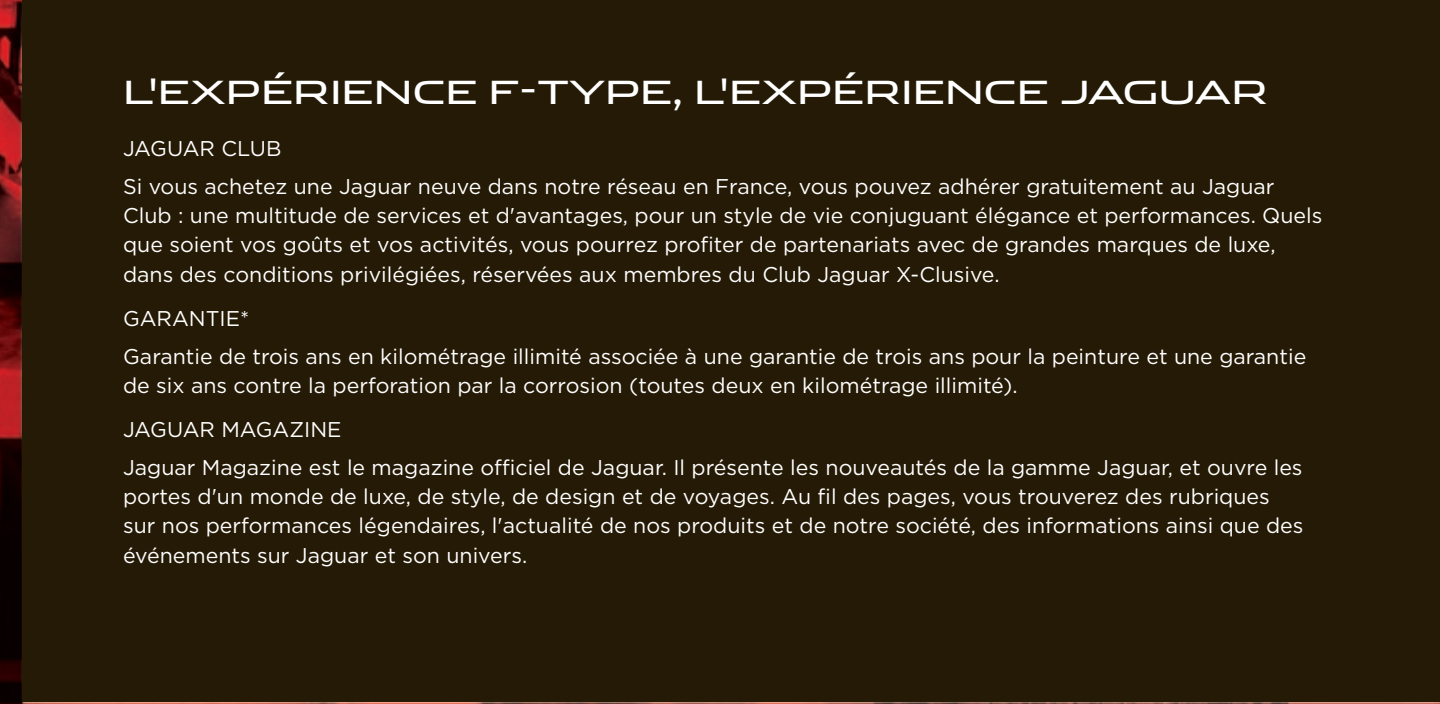 L'EXPÉRIENCE F-TYPE, L'EXPÉRIENCE JAGUAR
JAGUAR CLUB
Si vous achetez une Jaguar neuve dans notre réseau en France, vous pouvez adhérer gratuitement au Jaguar
Club : une multitude de services et d'avantages, pour un style de vie conjuguant élégance et performances. Quels
que soient vos goûts et vos activités, vous pourrez profiter de partenariats avec de grandes marques de luxe,
dans des conditions privilégiées, réservées aux membres du Club Jaguar X-Clusive.
GARANTIE*
Garantie de trois ans en kilométrage illimité associée à une garantie de trois ans pour la peinture et une garantie
de six ans contre la perforation par la corrosion (toutes deux en kilométrage illimité).
JAGUAR MAGAZINE
Jaguar Magazine est le magazine officiel de Jaguar. Il présente les nouveautés de la gamme Jaguar, et ouvre les
portes d'un monde de luxe, de style, de design et de voyages. Au fil des pages, vous trouverez des rubriques
sur nos performances légendaires, l'actualité de nos produits et de notre société, des informations ainsi que des
événements sur Jaguar et son univers.